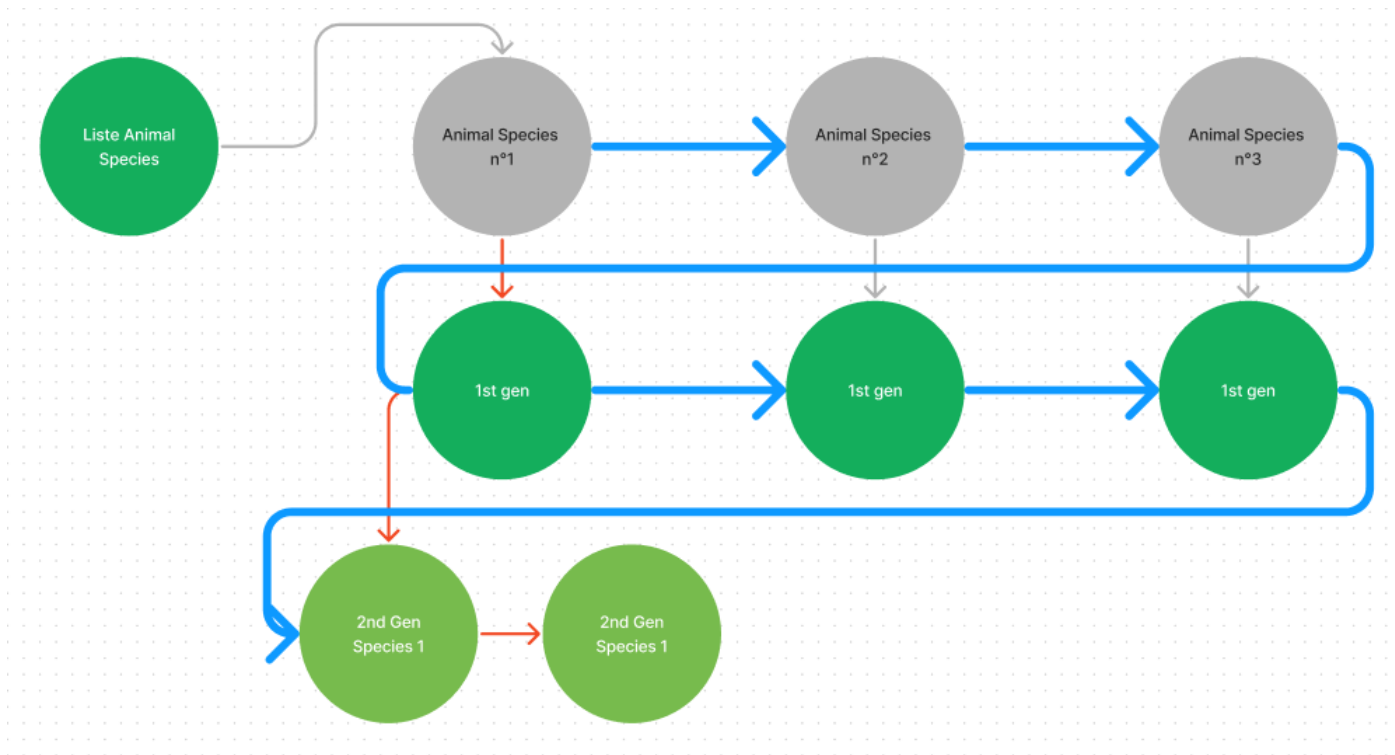 Liste Animal
Species
Animal Species
n°1
Animal Species
n°2
Animal Species
n°3
1st gen
1st gen
1st gen
2nd Gen
Species 1
2nd Gen
Species 1